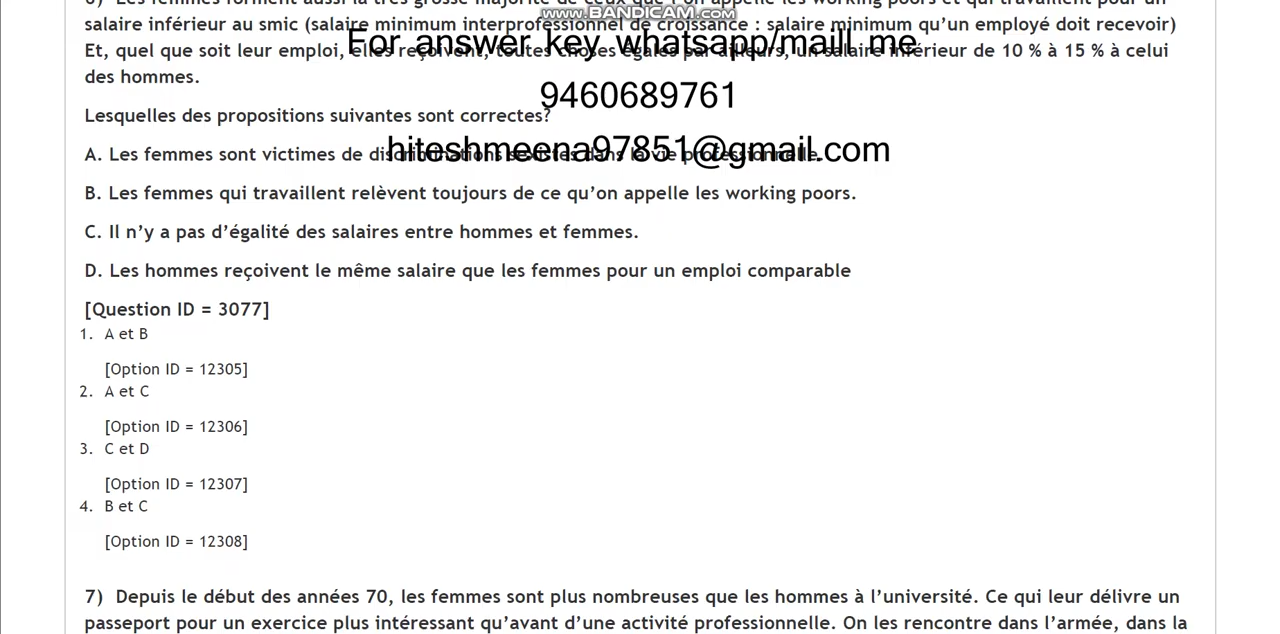 6) Les femmes forment aussi la très grosse majorité de ceux que l'on appelle les working poors et qui travaillent pour un
www.BANDICAM.com
salaire inférieur au smic (salaire minimum interprofessionnel de croissance : salaire minimum qu'un employé doit recevoir)
For answer key whatsapp/maill me
Et, quel que soit leur emploi, elles reçoivent, toutes choses égales par ailleurs, un salaire inférieur de 10 % à 15 % à celui
des hommes.
9460689761
Lesquelles des propositions suivantes sont correctes?
hiteshmeena97851@gmail.com
A. Les femmes sont victimes de discriminations sexistes dans la vie professionnelle.
B. Les femmes qui travaillent relèvent toujours de ce qu'on appelle les working poors.
C. Il n'y a pas d'égalité des salaires entre hommes et femmes.
D. Les hommes reçoivent le même salaire que les femmes pour un emploi comparable
[Question ID = 3077]
1. A et B
[Option ID = 12305]
2. A et C
[Option ID = 12306]
3. C et D
[Option ID = 12307]
4. B et C
[Option ID = 12308]
7) Depuis le début des années 70, les femmes sont plus nombreuses que les hommes à l'université. Ce qui leur délivre un
passeport pour un exercice plus intéressant qu'avant d'une activité professionnelle. On les rencontre dans l'armée, dans la